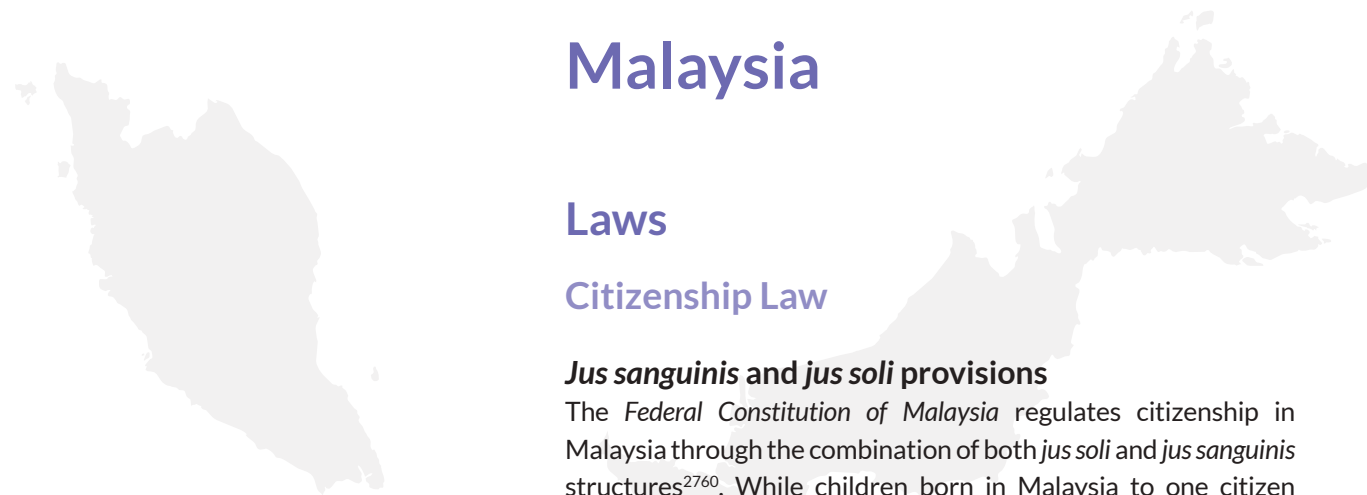 Malaysia
Laws
Citizenship Law
Jus sanguinis and jus soli provisions
The Federal Constitution of Malaysia regulates citizenship in
Malaysia through the combination of both jus soli and jus sanguinis
structures2760. While children born in Malaysia to one citizen